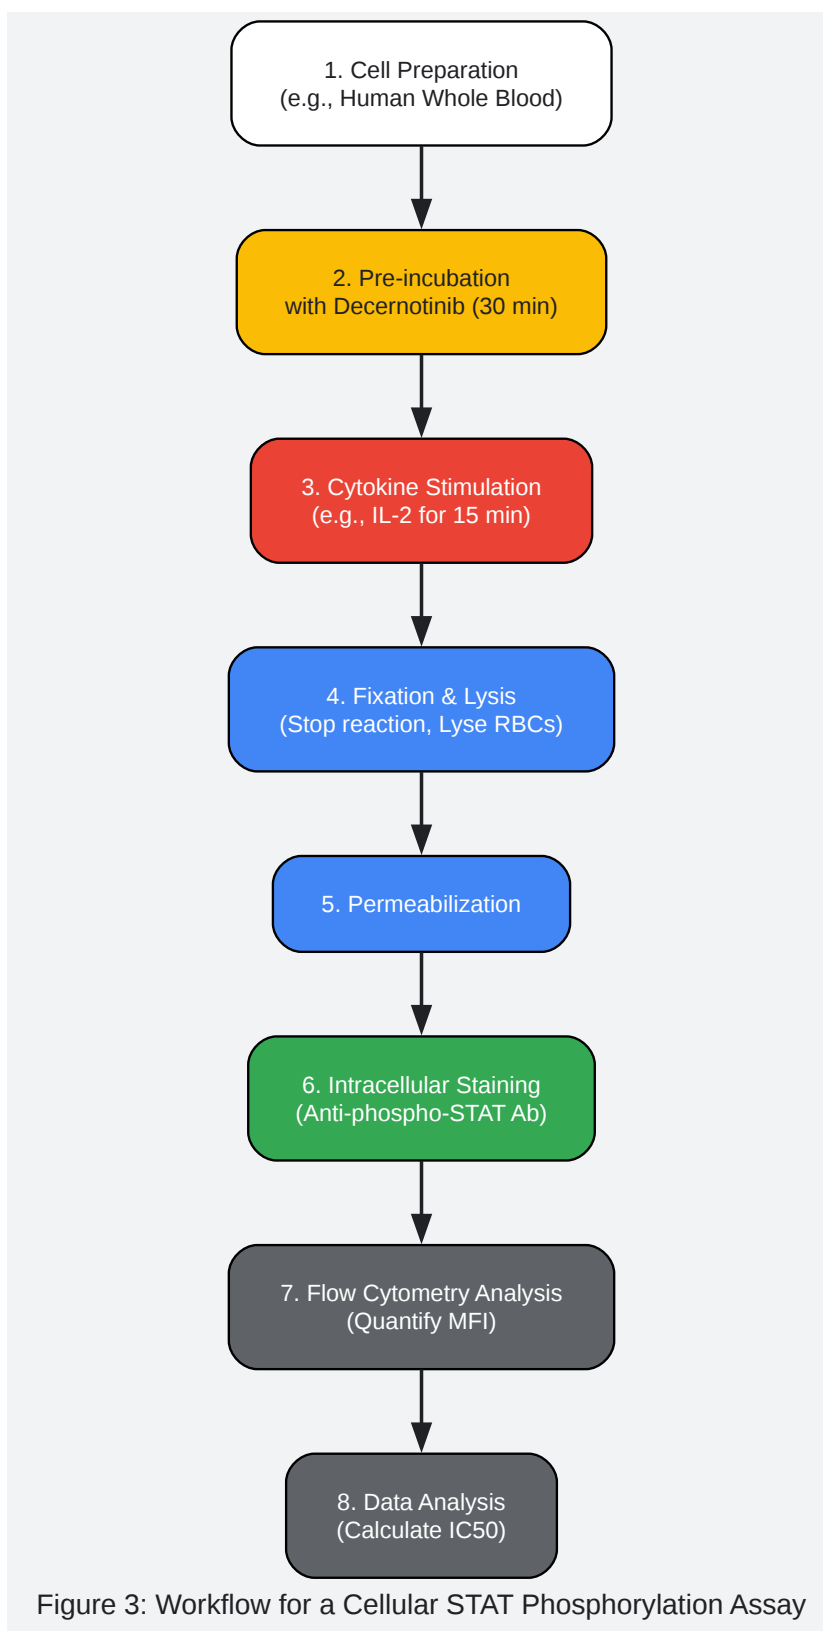 1. Cell Preparation
(e.g., Human Whole Blood)
2. Pre-incubation
with Decernotinib (30 min)
3. Cytokine Stimulation
(e.g., IL-2 for 15 min)
4. Fixation & Lysis
(Stop reaction, Lyse RBCs)
5. Permeabilization
6. Intracellular Staining
(Anti-phospho-STAT Ab)
7. Flow Cytometry Analysis
(Quantify MFI)
8. Data Analysis
(Calculate IC50)
Figure 3: Workflow for a Cellular STAT Phosphorylation Assay